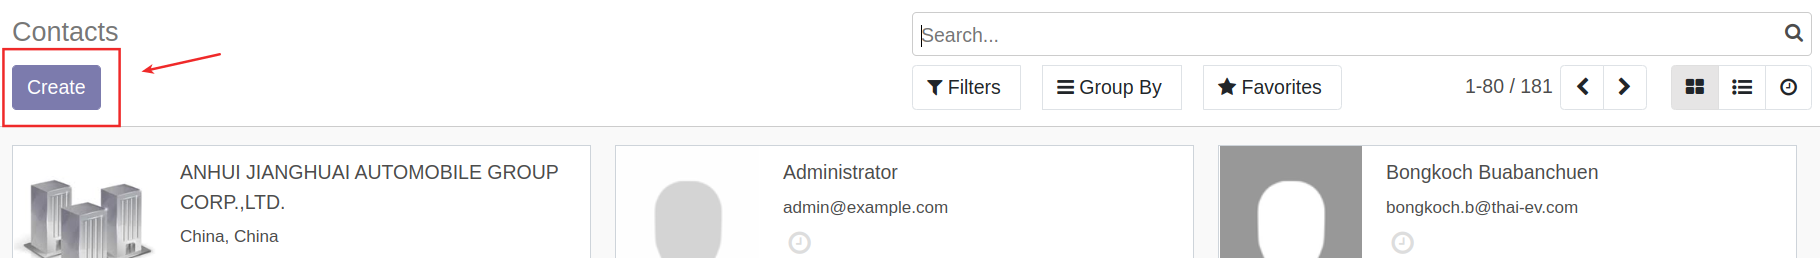 Contacts
Search...
Create
Filters
Group By
Favorites
1-80 / 181
ANHUI JIANGHUAI AUTOMOBILE GROUP
CORP.,LTD.
China, China
Administrator
admin@example.com
Bongkoch Buabanchuen
bongkoch.b@thai-ev.com